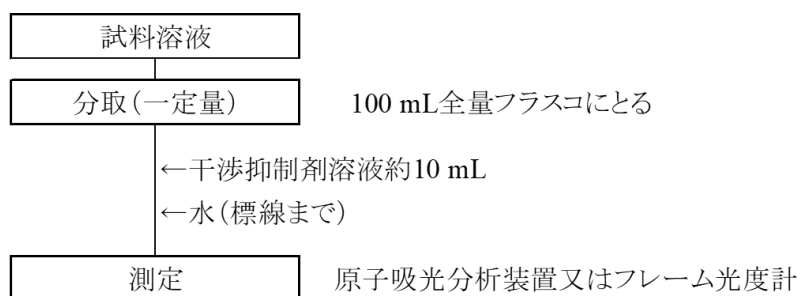 試料溶液
分取(一定量) 100 mL全量フラスコにとる
←干渉抑制剤溶液約10 mL
←水(標線まで)
測定 原子吸光分析装置又はフレーム光度計